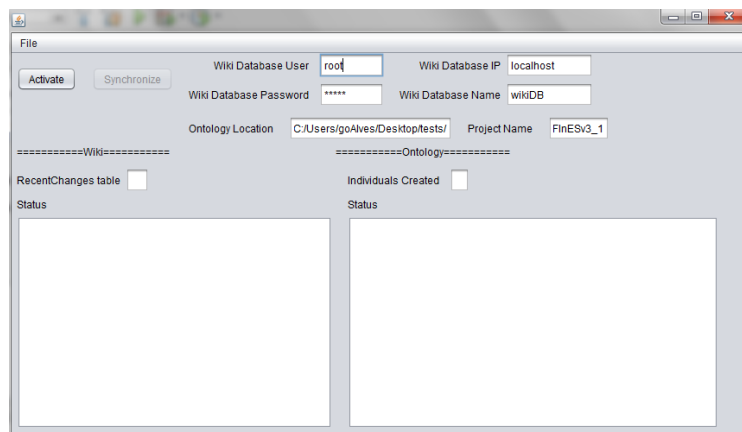 File
Wiki Database User root Wiki Database IP localhost
Activate Synchronize
Wiki Database Password ***** Wiki Database Name wikiDB
Ontology Location C:/Users/goAlves/Desktop/tests/ Project Name FInESv3_1
===========Wiki=========== ===========Ontology===========
RecentChanges table Individuals Created
Status Status